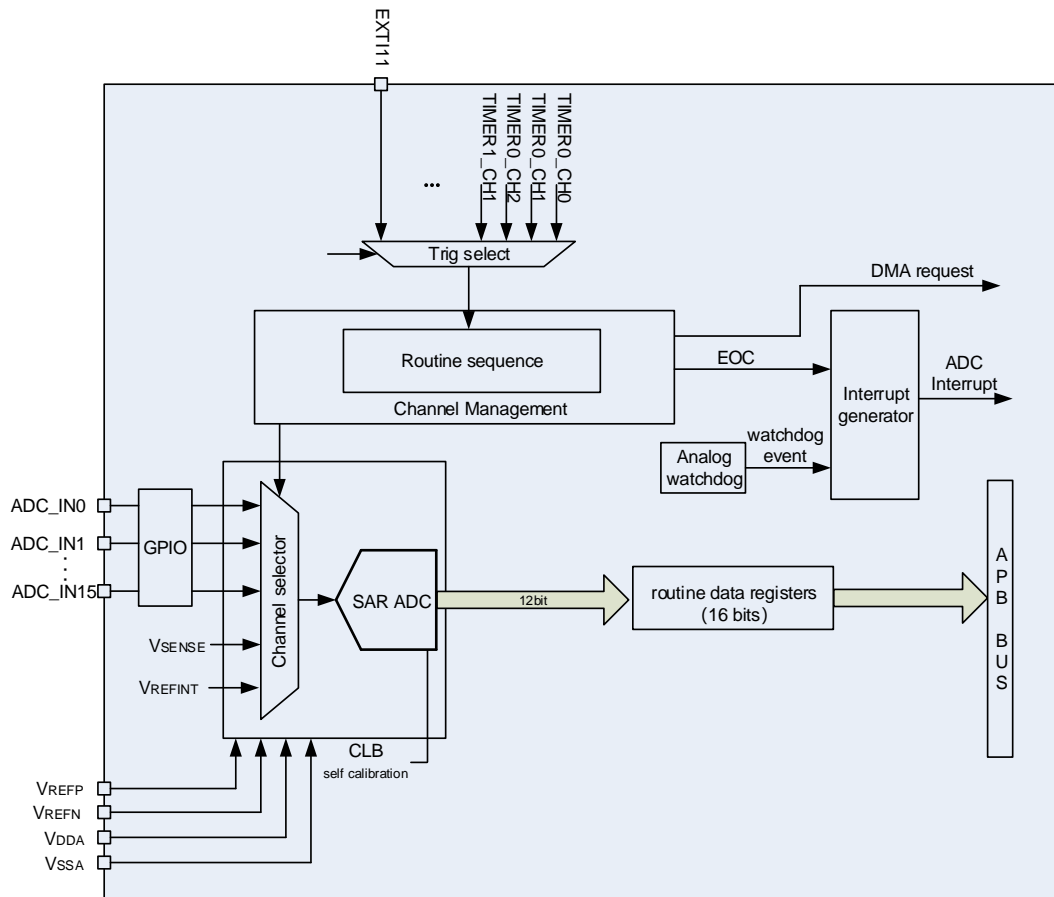 EXTI11
TIMER1_CH1
TIMER0_CH2
TIMER0_CH1
TIMER0_CH0
...
Trig select
DMA request
Routine sequence
Channel Management
EOC
Interrupt
generator
ADC
Interrupt
Analog
watchdog
watchdog
event
ADC_IN0
ADC_IN1
ADC_IN15
GPIO
VSENSE
VREFINT
Channel selector
SAR ADC
12bit
routine data registers
(16 bits)
APB BUS
CLB
self calibration
VREFP
VREFN
VDDA
VSSA